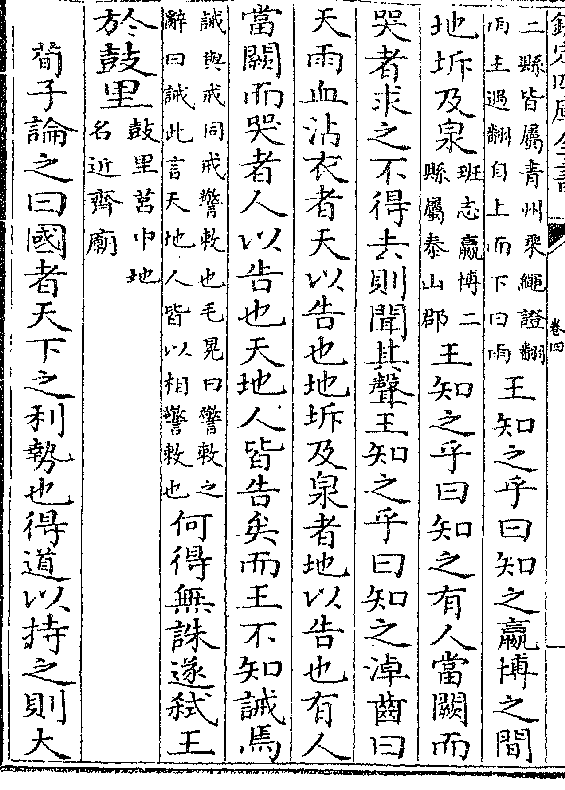 欽定四庫全書
卷四
二縣皆屬青州乗繩證翻
雨王遇翻自上而下曰雨
王知之乎曰知之嬴博之間
地坼及泉
班志嬴博二
縣屬泰山郡
王知之乎曰知之有人當闕而
哭者求之不得去則聞其聲王知之乎曰知之淖齒曰
天雨血沾衣者天以告也地坼及泉者地以告也有人
當闕而哭者人以告也天地人皆告矣而王不知誡焉
誡與戒同戒警敕也毛晃曰警敕之
辭曰誡此言天地人皆以相警敕也
何得無誅遂弑王
於鼓里
鼓里莒中地
名近齊廟
荀子論之曰國者天下之利勢也得道以持之則大